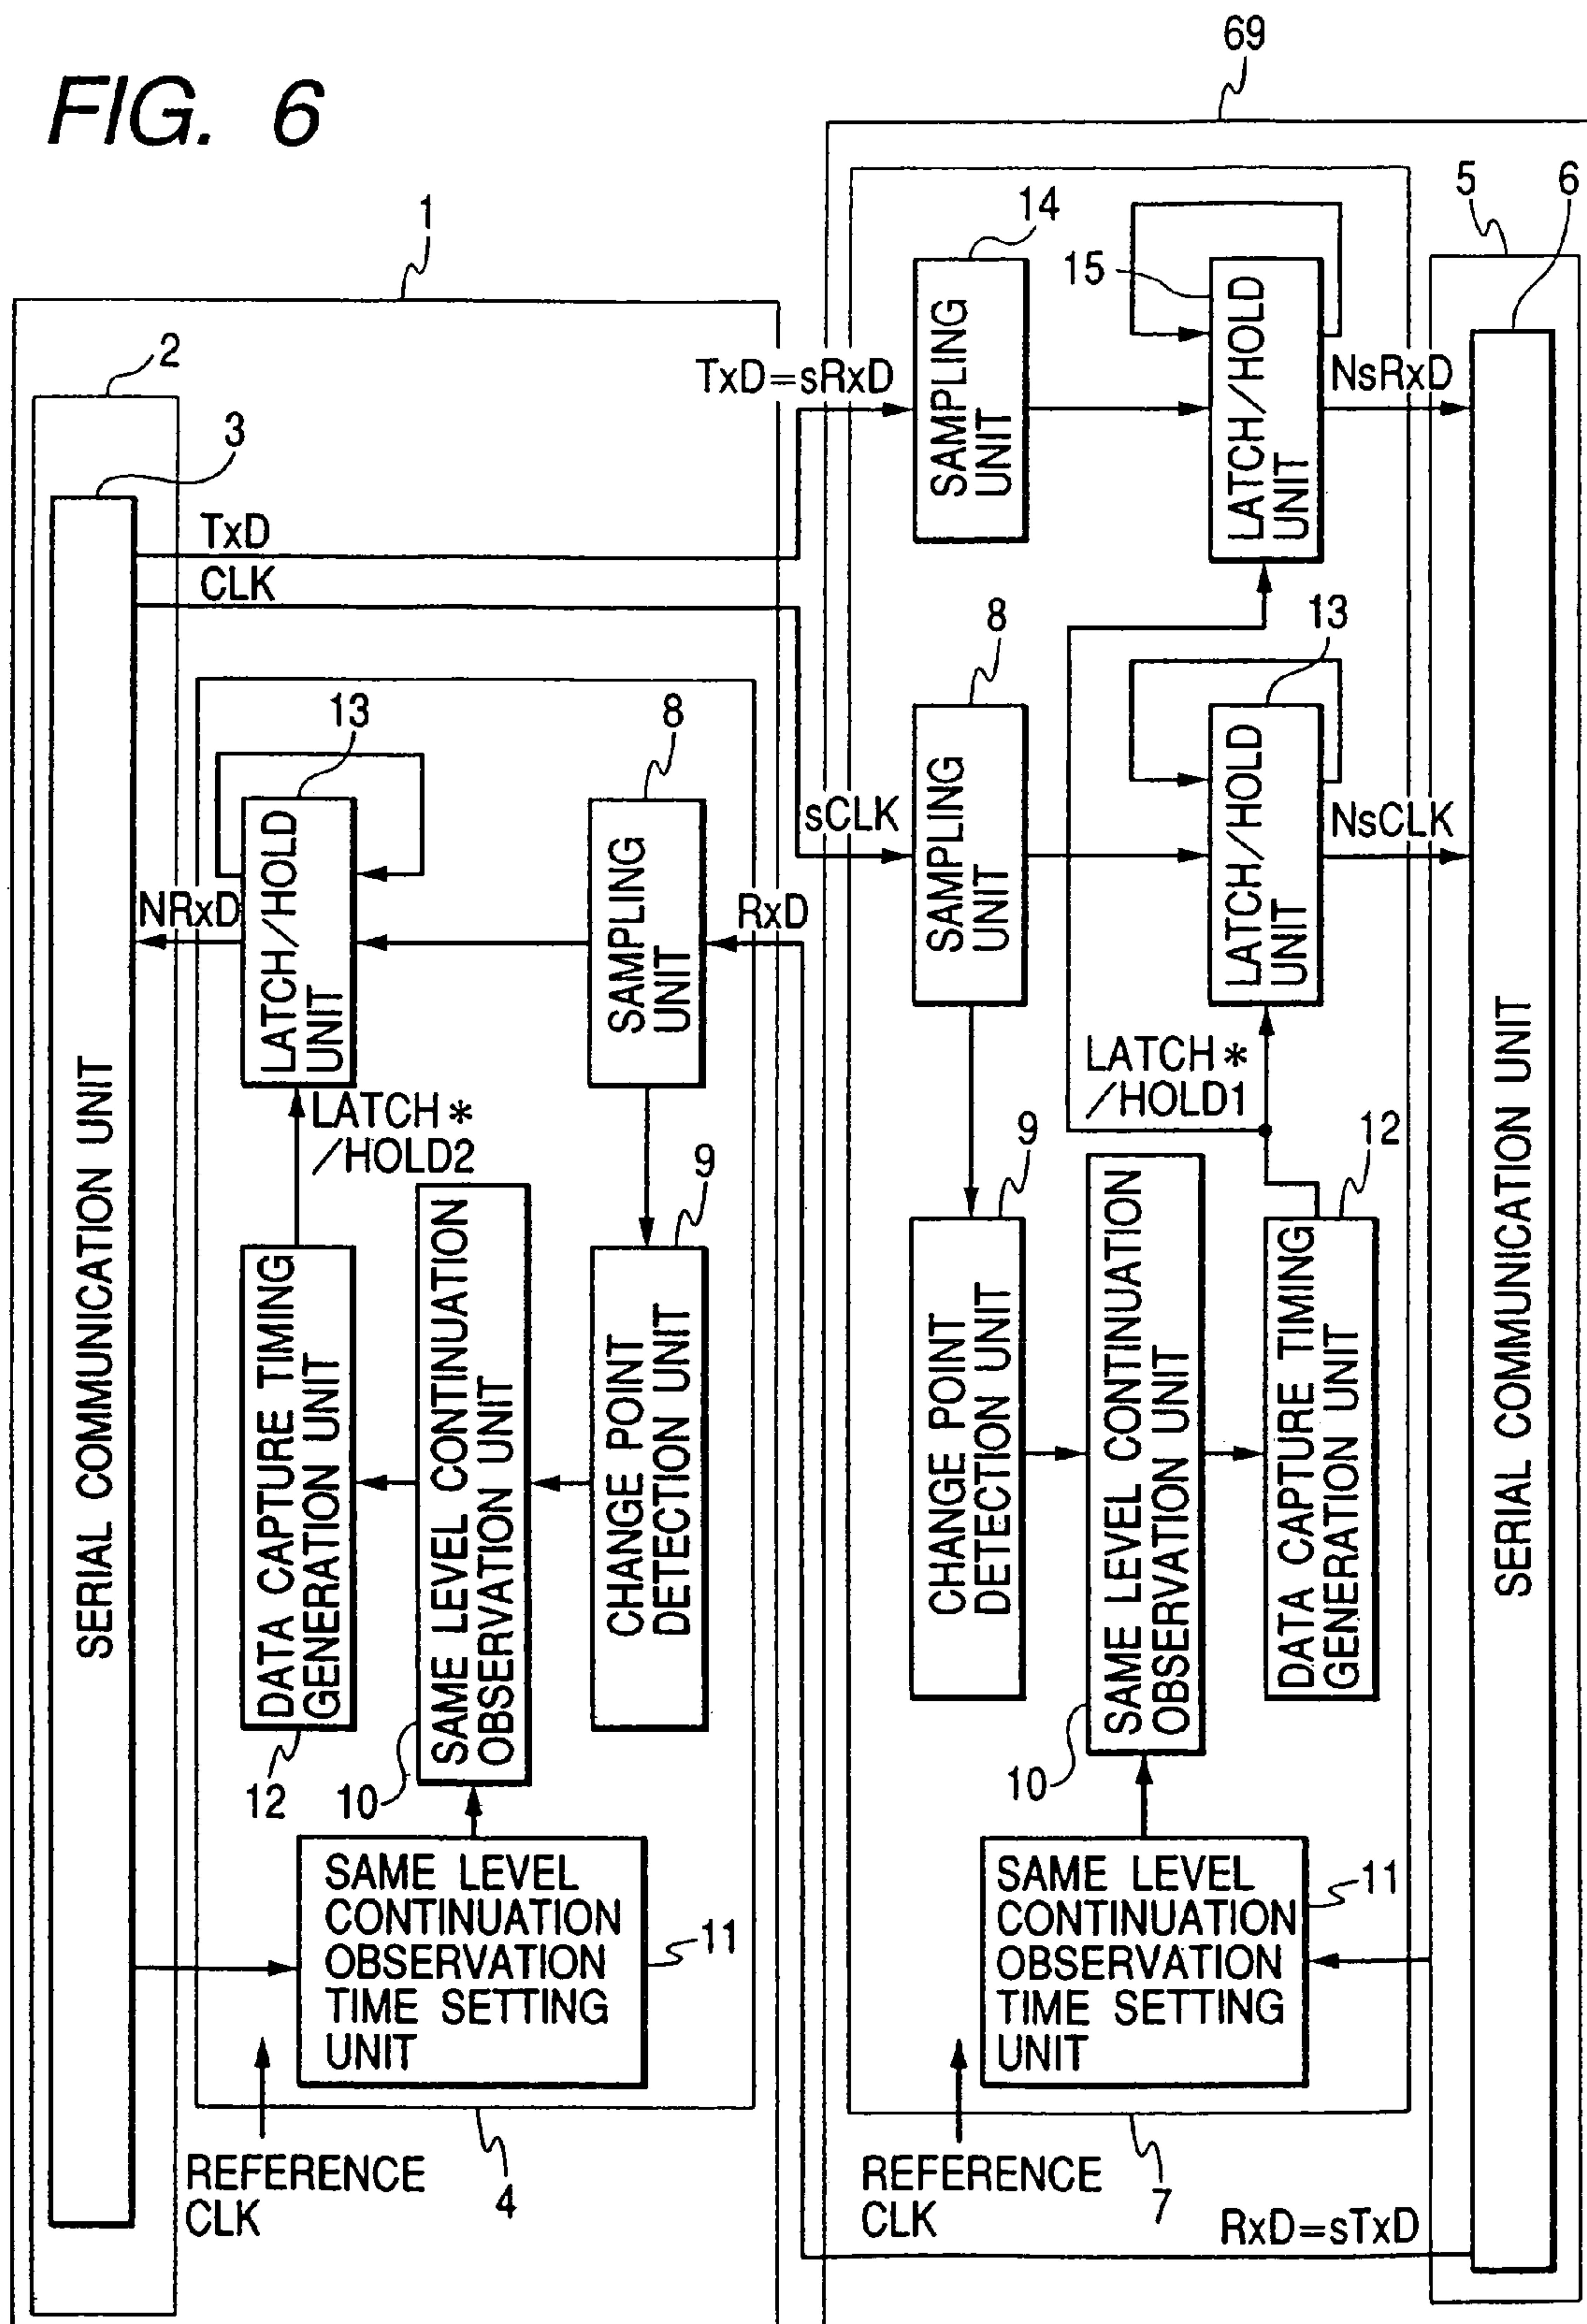 FIG. 6
69
1
5
6
14
15
2
3
TxD=sRxD
SAMPLING
UNIT
LATCH/HOLD
UNIT
NsRxD
TxD
CLK
8
13
13
8
sCLK
SAMPLING
UNIT
LATCH/HOLD
UNIT
NsCLK
NRxD
LATCH/HOLD
UNIT
SAMPLING
UNIT
RxD
LATCH*
/HOLD2
LATCH*
/HOLD1
9
9
12
SERIAL COMMUNICATION UNIT
DATA CAPTURE TIMING
GENERATION UNIT
SAME LEVEL CONTINUATION
OBSERVATION UNIT
CHANGE POINT
DETECTION UNIT
CHANGE POINT
DETECTION UNIT
SAME LEVEL CONTINUATION
OBSERVATION UNIT
DATA CAPTURE TIMING
GENERATION UNIT
SERIAL COMMUNICATION UNIT
12
10
10
SAME LEVEL
CONTINUATION
OBSERVATION
TIME SETTING
UNIT
11
SAME LEVEL
CONTINUATION
OBSERVATION
TIME SETTING
UNIT
11
REFERENCE
CLK
4
REFERENCE
CLK
7
RxD=sTxD